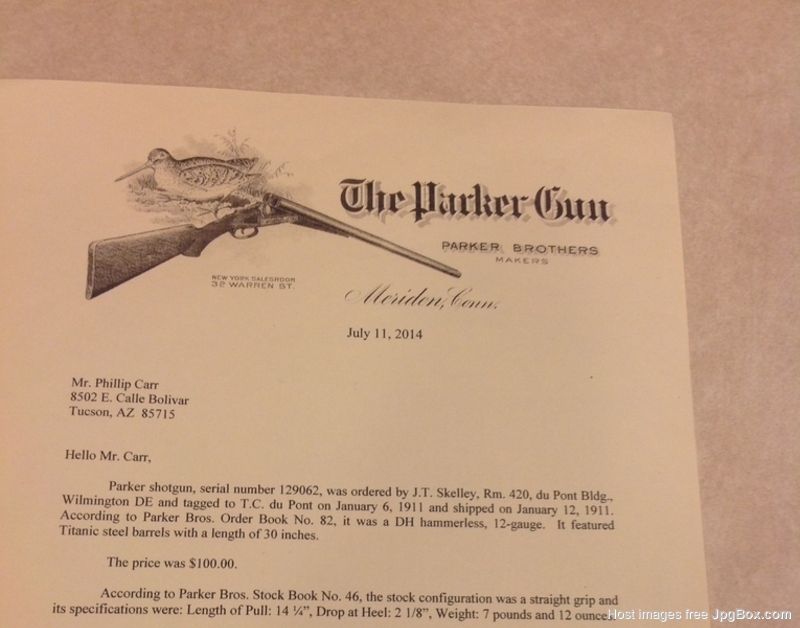 The Parker Gun
PARKER BROTHERS
MAKERS
NEW YORK SALESROOM
32 WARREN ST.
Meriden, Conn.
July 11, 2014
Mr. Phillip Carr
8502 E. Calle Bolivar
Tucson, AZ 85715
Hello Mr. Carr,
Parker shotgun, serial number 129062, was ordered by J.T. Skelley, Rm. 420, du Pont Bldg.,
Wilmington DE and tagged to T.C. du Pont on January 6, 1911 and shipped on January 12, 1911.
According to Parker Bros. Order Book No. 82, it was a DH hammerless, 12-gauge. It featured
Titanic steel barrels with a length of 30 inches.
The price was $100.00.
According to Parker Bros. Stock Book No. 46, the stock configuration was a straight grip and
its specifications were: Length of Pull: 14 ¼”, Drop at Heel: 2 1/8”, Weight: 7 pounds and 12 ounces.
Host images free JpgBox.com